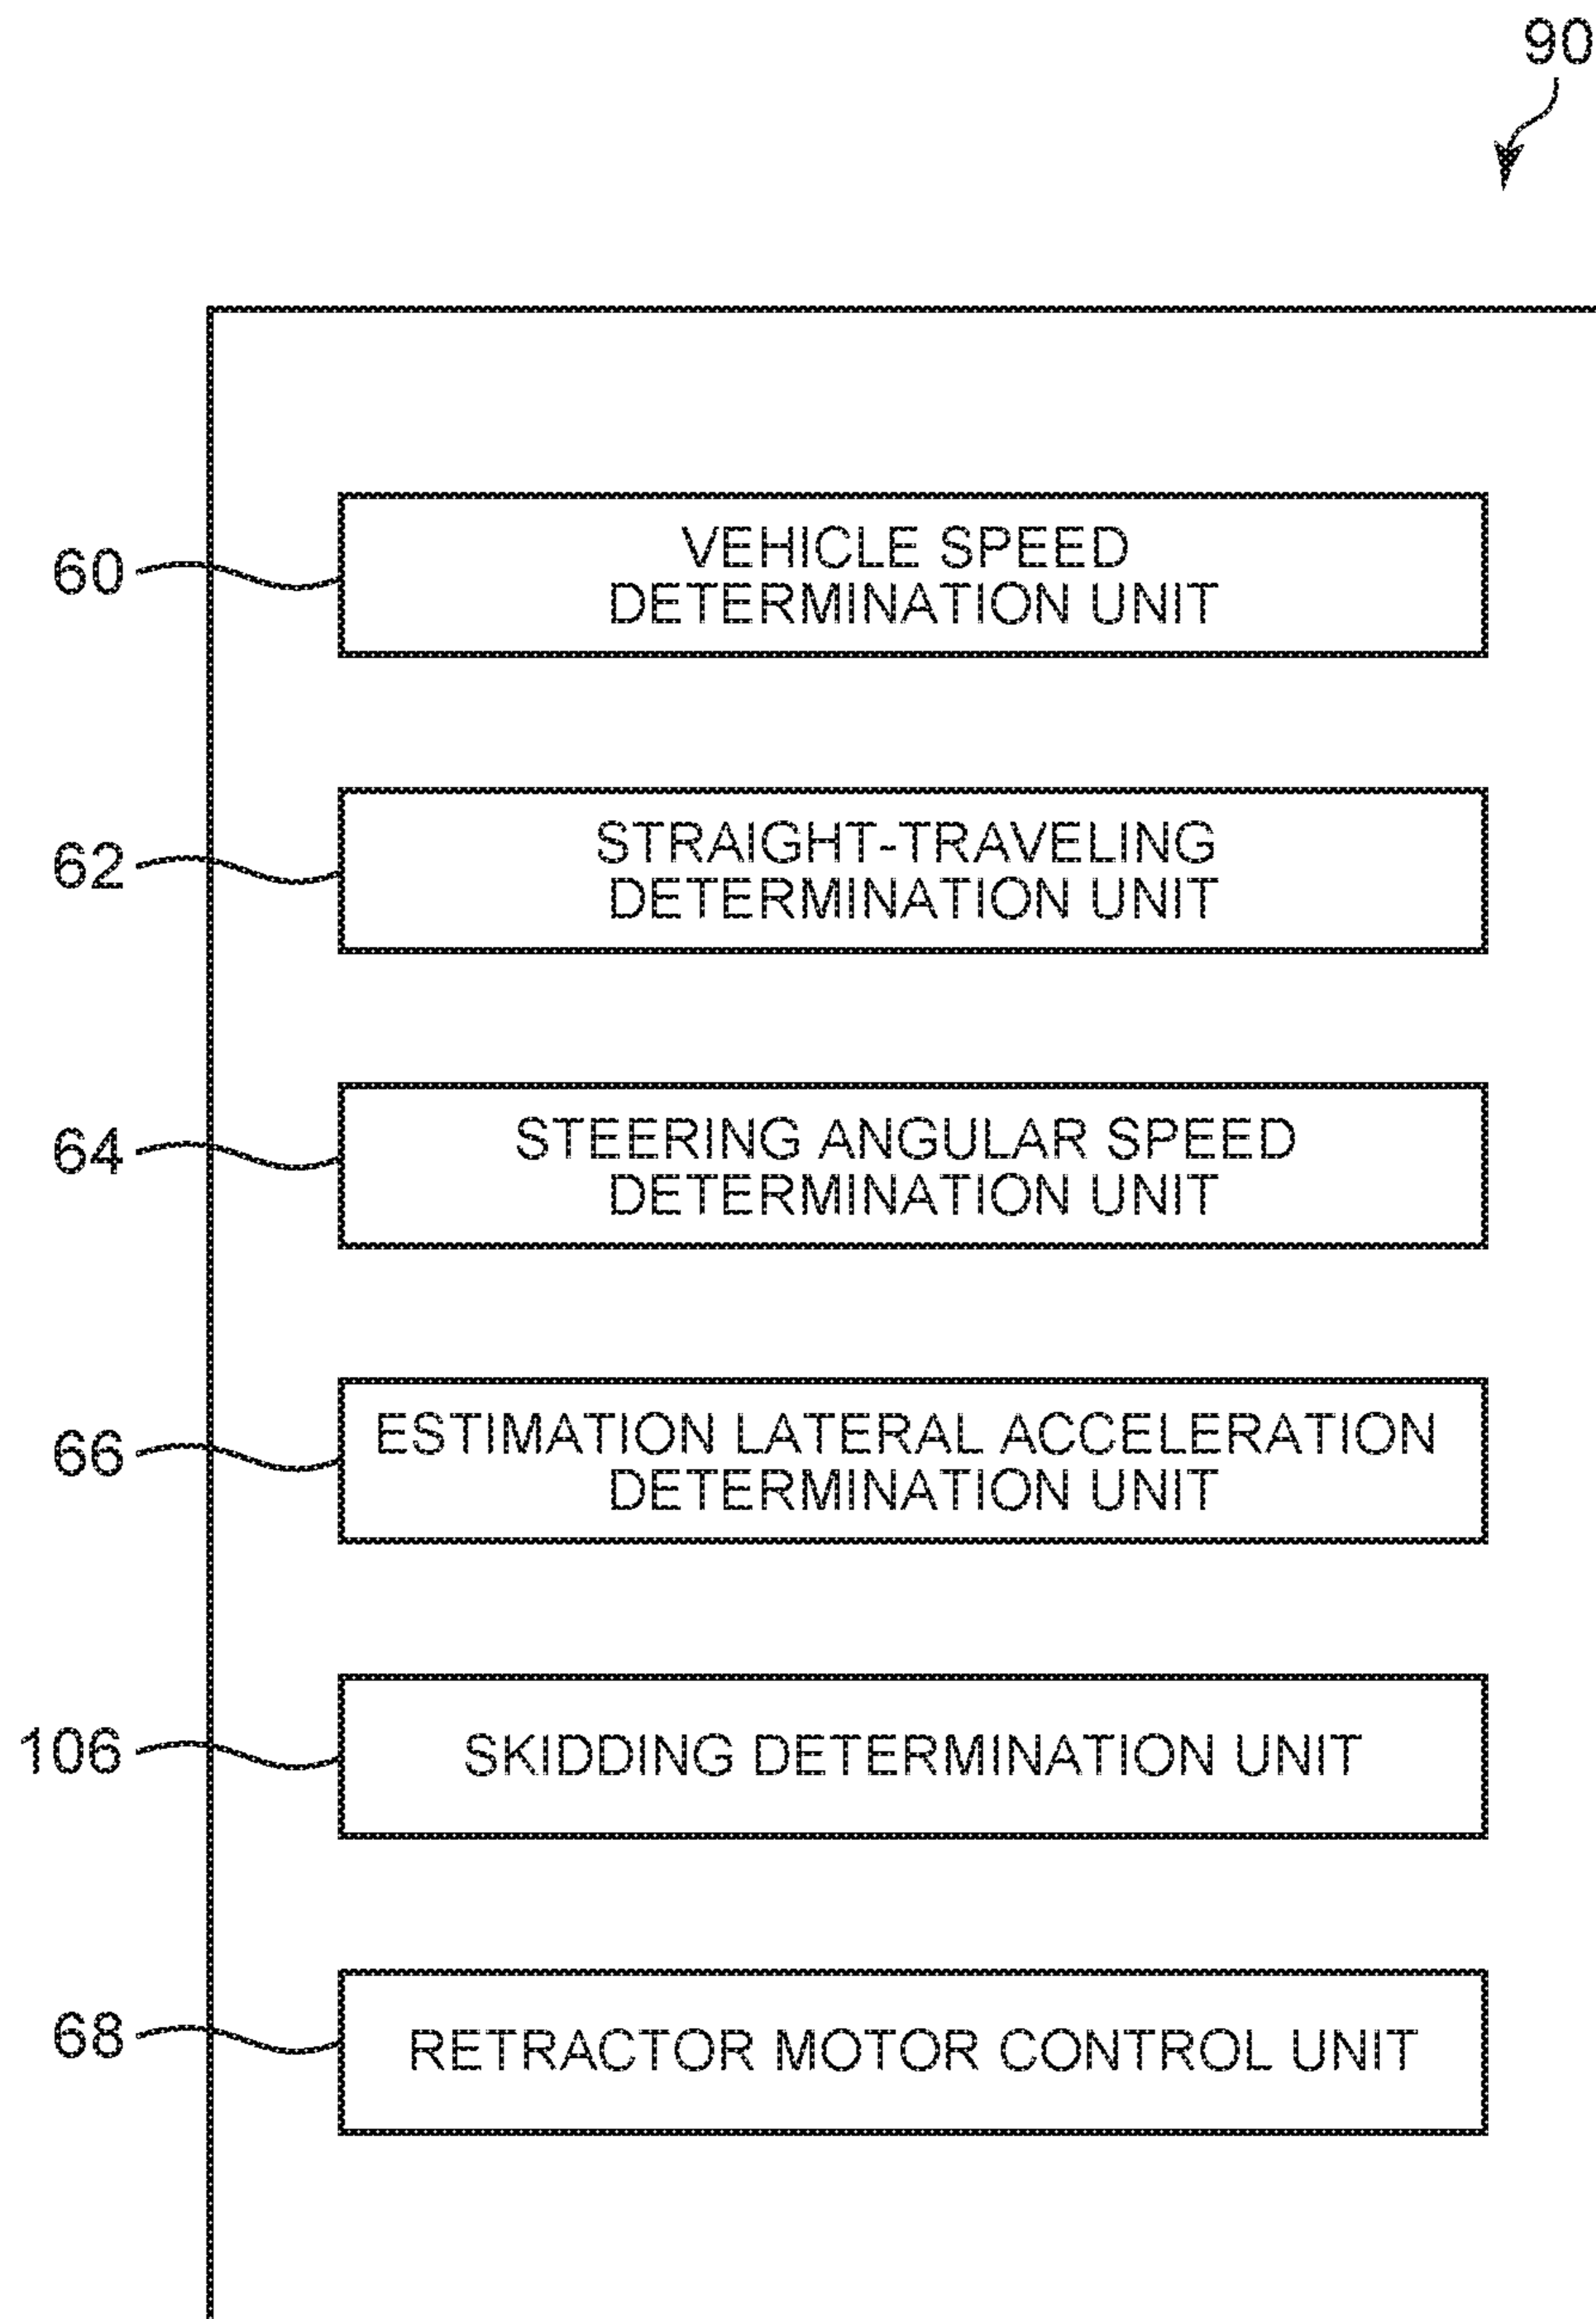 90
60
VEHICLE SPEED
DETERMINATION UNIT
62
STRAIGHT-TRAVELING
DETERMINATION UNIT
64
STEERING ANGULAR SPEED
DETERMINATION UNIT
66
ESTIMATION LATERAL ACCELERATION
DETERMINATION UNIT
106
SKIDDING DETERMINATION UNIT
68
RETRACTOR MOTOR CONTROL UNIT